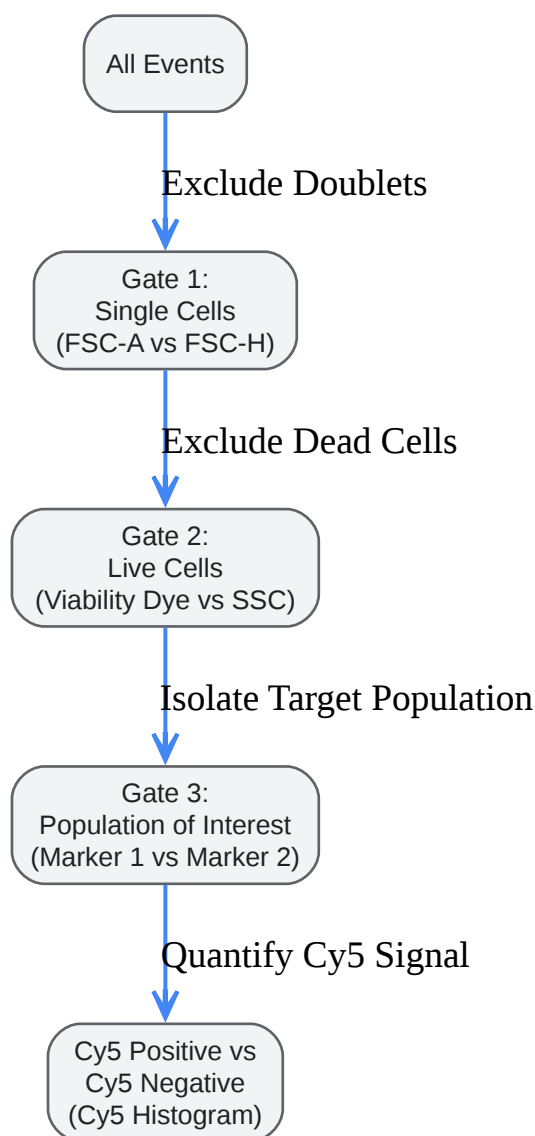 All Events
Exclude Doublets
Gate 1:
Single Cells
(FSC-A vs FSC-H)
Exclude Dead Cells
Gate 2:
Live Cells
(Viability Dye vs SSC)
Isolate Target Population
Gate 3:
Population of Interest
(Marker 1 vs Marker 2)
Quantify Cy5 Signal
Cy5 Positive vs
Cy5 Negative
(Cy5 Histogram)